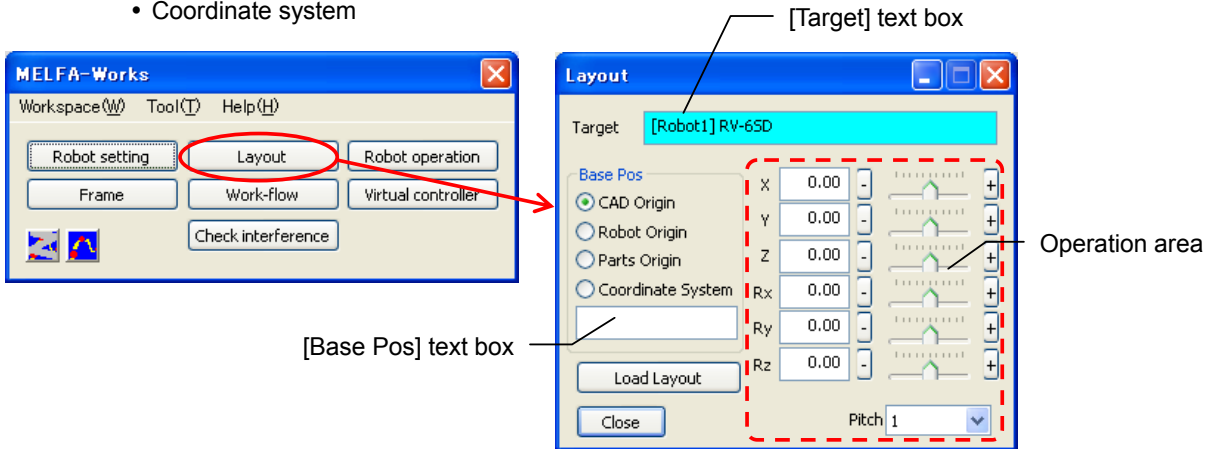 • Coordinate system
[Target] text box
MELFA-Works
Workspace(W) Tool(T) Help(H)
Robot setting Layout Robot operation
Frame Work-flow Virtual controller
Check interference
Layout
Target [Robot1] RV-6SD
Base Pos
CAD Origin
Robot Origin
Parts Origin
Coordinate System
X 0.00 - +
Y 0.00 - +
Z 0.00 - +
Rx 0.00 - +
Ry 0.00 - +
Rz 0.00 - +
Load Layout
Close
Pitch 1
Operation area
[Base Pos] text box